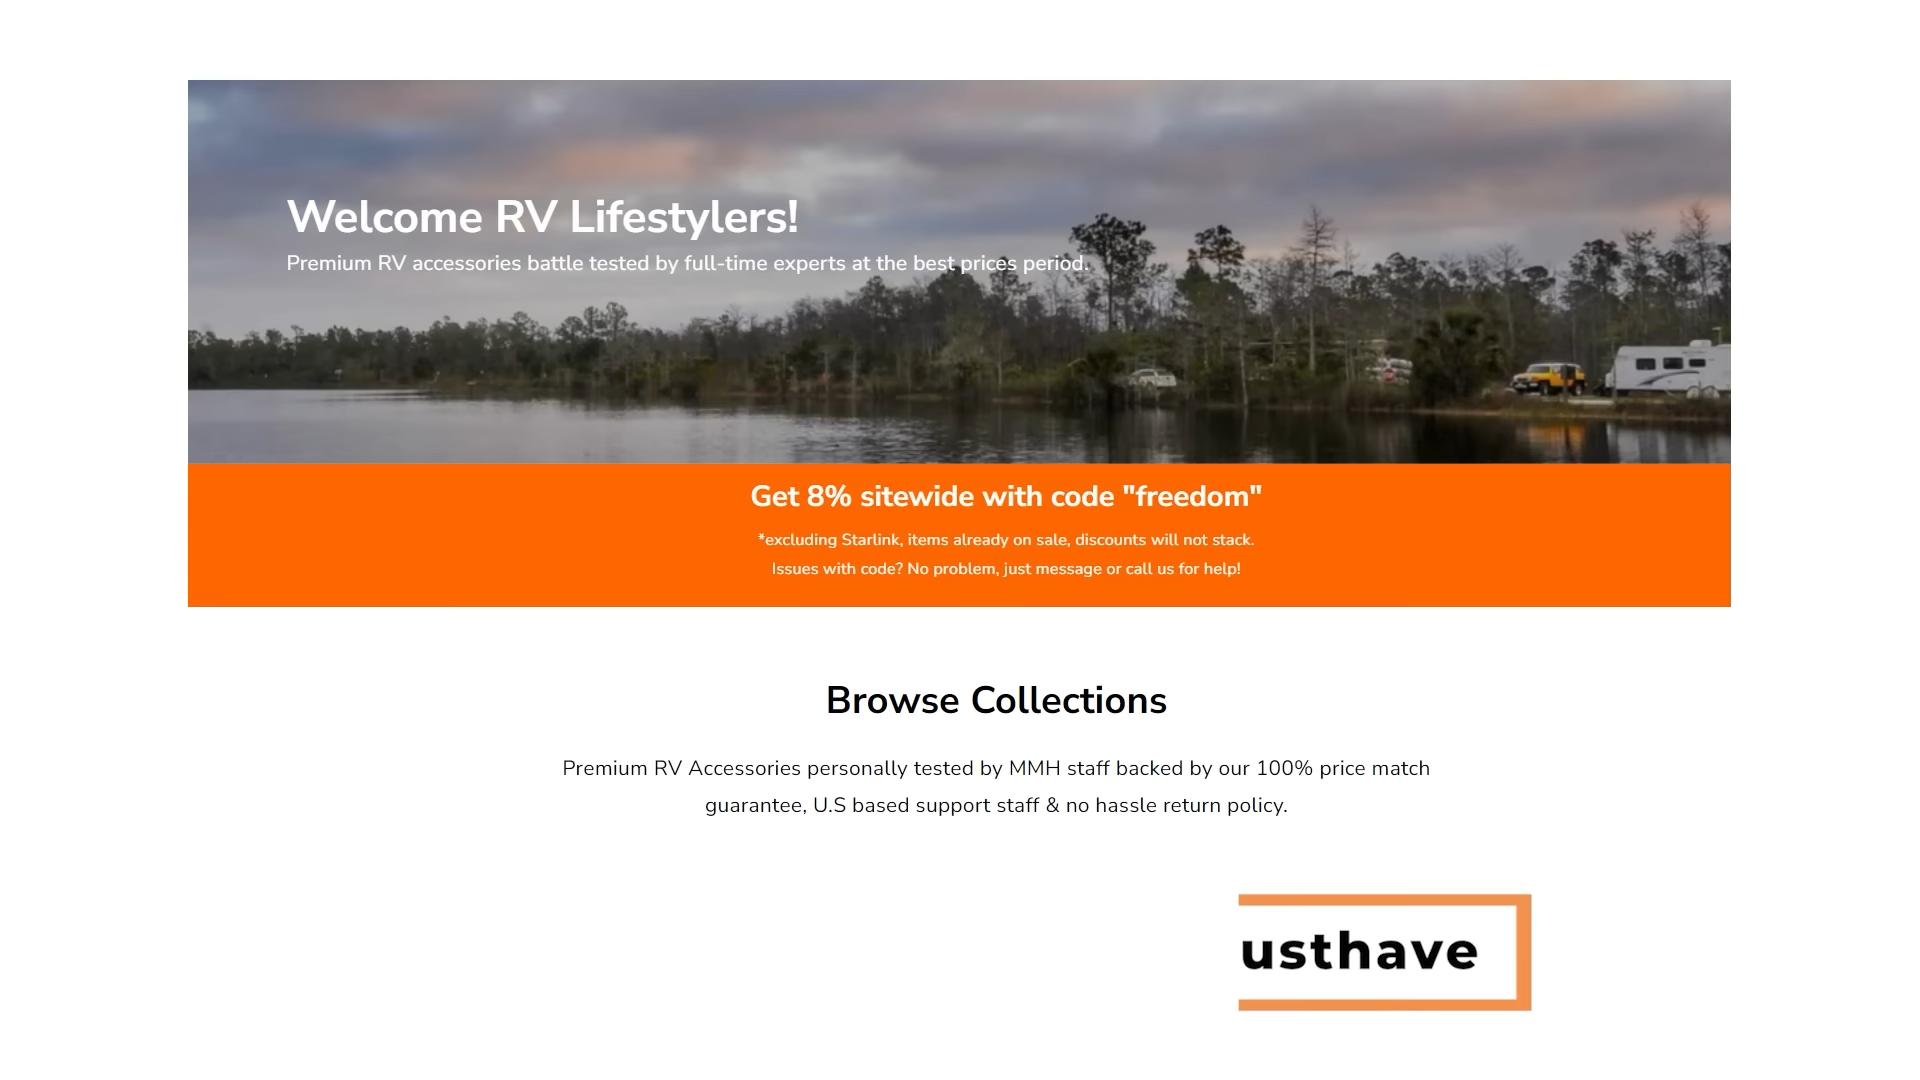 Welcome RV Lifestylers!
Premium RV accessories battle tested by full-time experts at the best prices period.
Get 8% sitewide with code "freedom"
*excluding Starlink, items already on sale, discounts will not stack.
Issues with code? No problem, just message or call us for help!
Browse Collections
Premium RV Accessories personally tested by MMH staff backed by our 100% price match
guarantee, U.S based support staff & no hassle return policy.
usthave